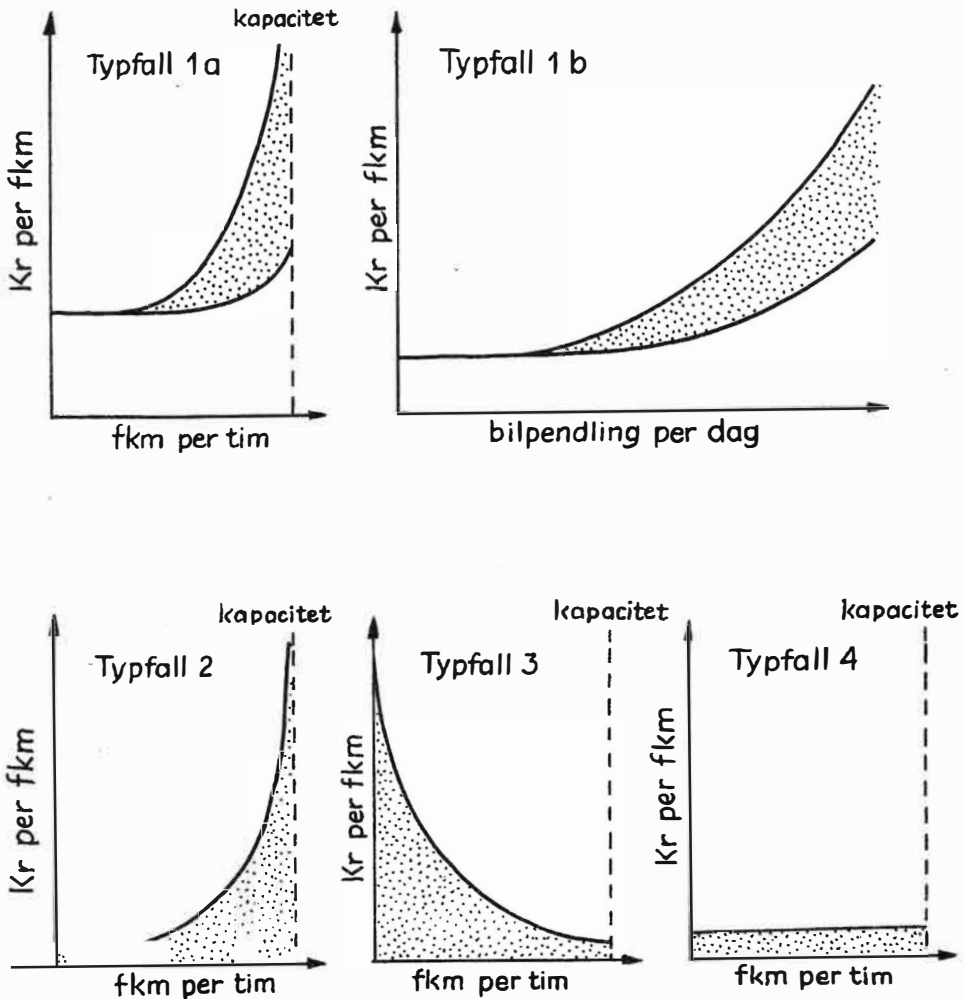 kapacitet
Typfall 1a
Kr per fkm
fkm per tim
Typfall 1b
Kr per fkm
bilpendling per dag
kapacitet
Typfall 2
Kr per fkm
fkm per tim
kapacitet
Typfall 3
Kr per fkm
fkm per tim
kapacitet
Typfall 4
Kr per fkm
fkm per tim